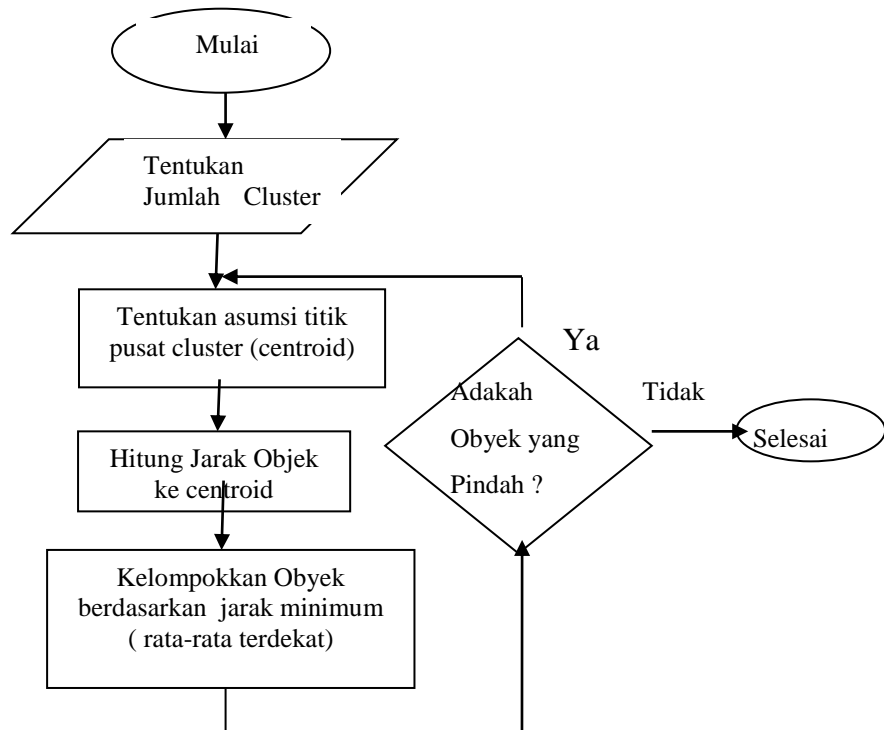 Mulai
Tentukan
Jumlah Cluster
Tentukan asumsi titik
pusat cluster (centroid)
Hitung Jarak Objek
ke centroid
Kelompokkan Obyek
berdasarkan jarak minimum
( rata-rata terdekat)
Ya
Adakah
Obyek yang
Pindah ?
Tidak
Selesai